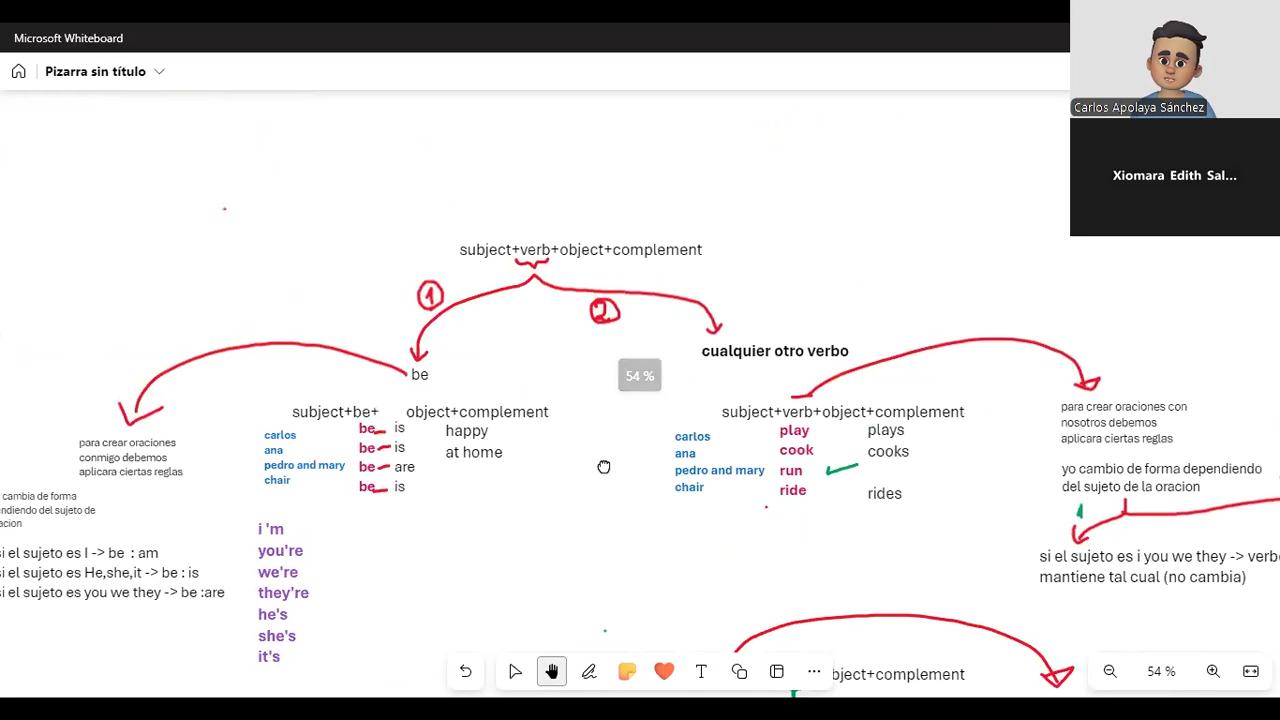 Microsoft Whiteboard
Pizarra sin título
Carlos Apolaya Sánchez
Xiomara Edith Sal...
subject+verb+object+complement
1
2
cualquier otro verbo
be
54 %
subject+be+ object+complement
carlos be is happy
ana be is at home
pedro and mary be are
chair be is
subject+verb+object+complement
carlos play plays
ana cook cooks
pedro and mary run
chair ride rides
para crear oraciones
conmigo debemos
aplicara ciertas reglas
cambia de forma
endiendo del sujeto de
acion
si el sujeto es I -> be : am
si el sujeto es He,she,it -> be : is
si el sujeto es you we they -> be :are
i 'm
you're
we're
they're
he's
she's
it's
para crear oraciones con
nosotros debemos
aplicara ciertas reglas
yo cambio de forma dependiendo
del sujeto de la oracion
1
si el sujeto es i you we they -> verbo
mantiene tal cual (no cambia)
bject+complement
54 %